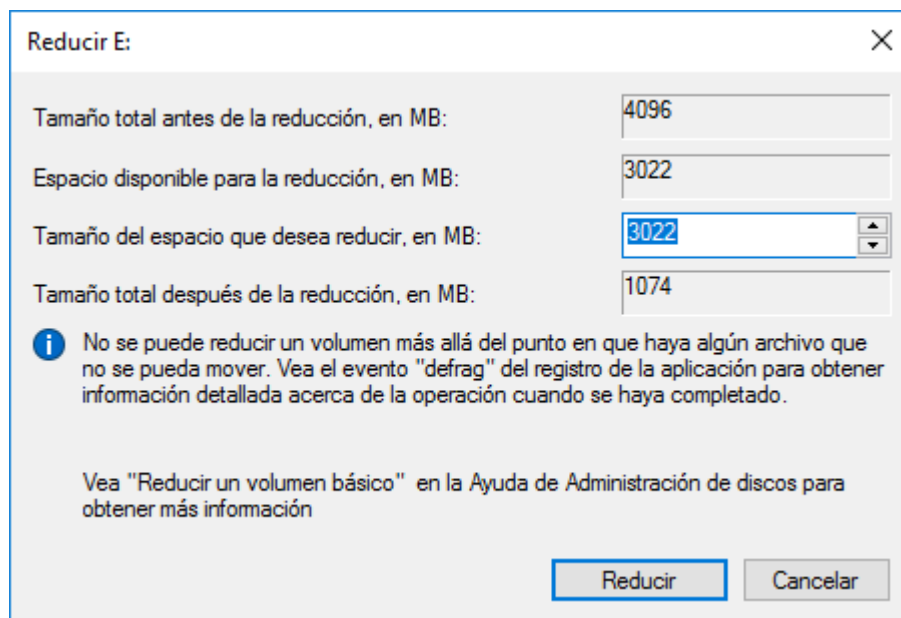 Reducir E:
Tamaño total antes de la reducción, en MB: 4096
Espacio disponible para la reducción, en MB: 3022
Tamaño del espacio que desea reducir, en MB: 3022
Tamaño total después de la reducción, en MB: 1074
No se puede reducir un volumen más allá del punto en que haya algún archivo que
no se pueda mover. Vea el evento "defrag" del registro de la aplicación para obtener
información detallada acerca de la operación cuando se haya completado.
Vea "Reducir un volumen básico" en la Ayuda de Administración de discos para
obtener más información
Reducir Cancelar